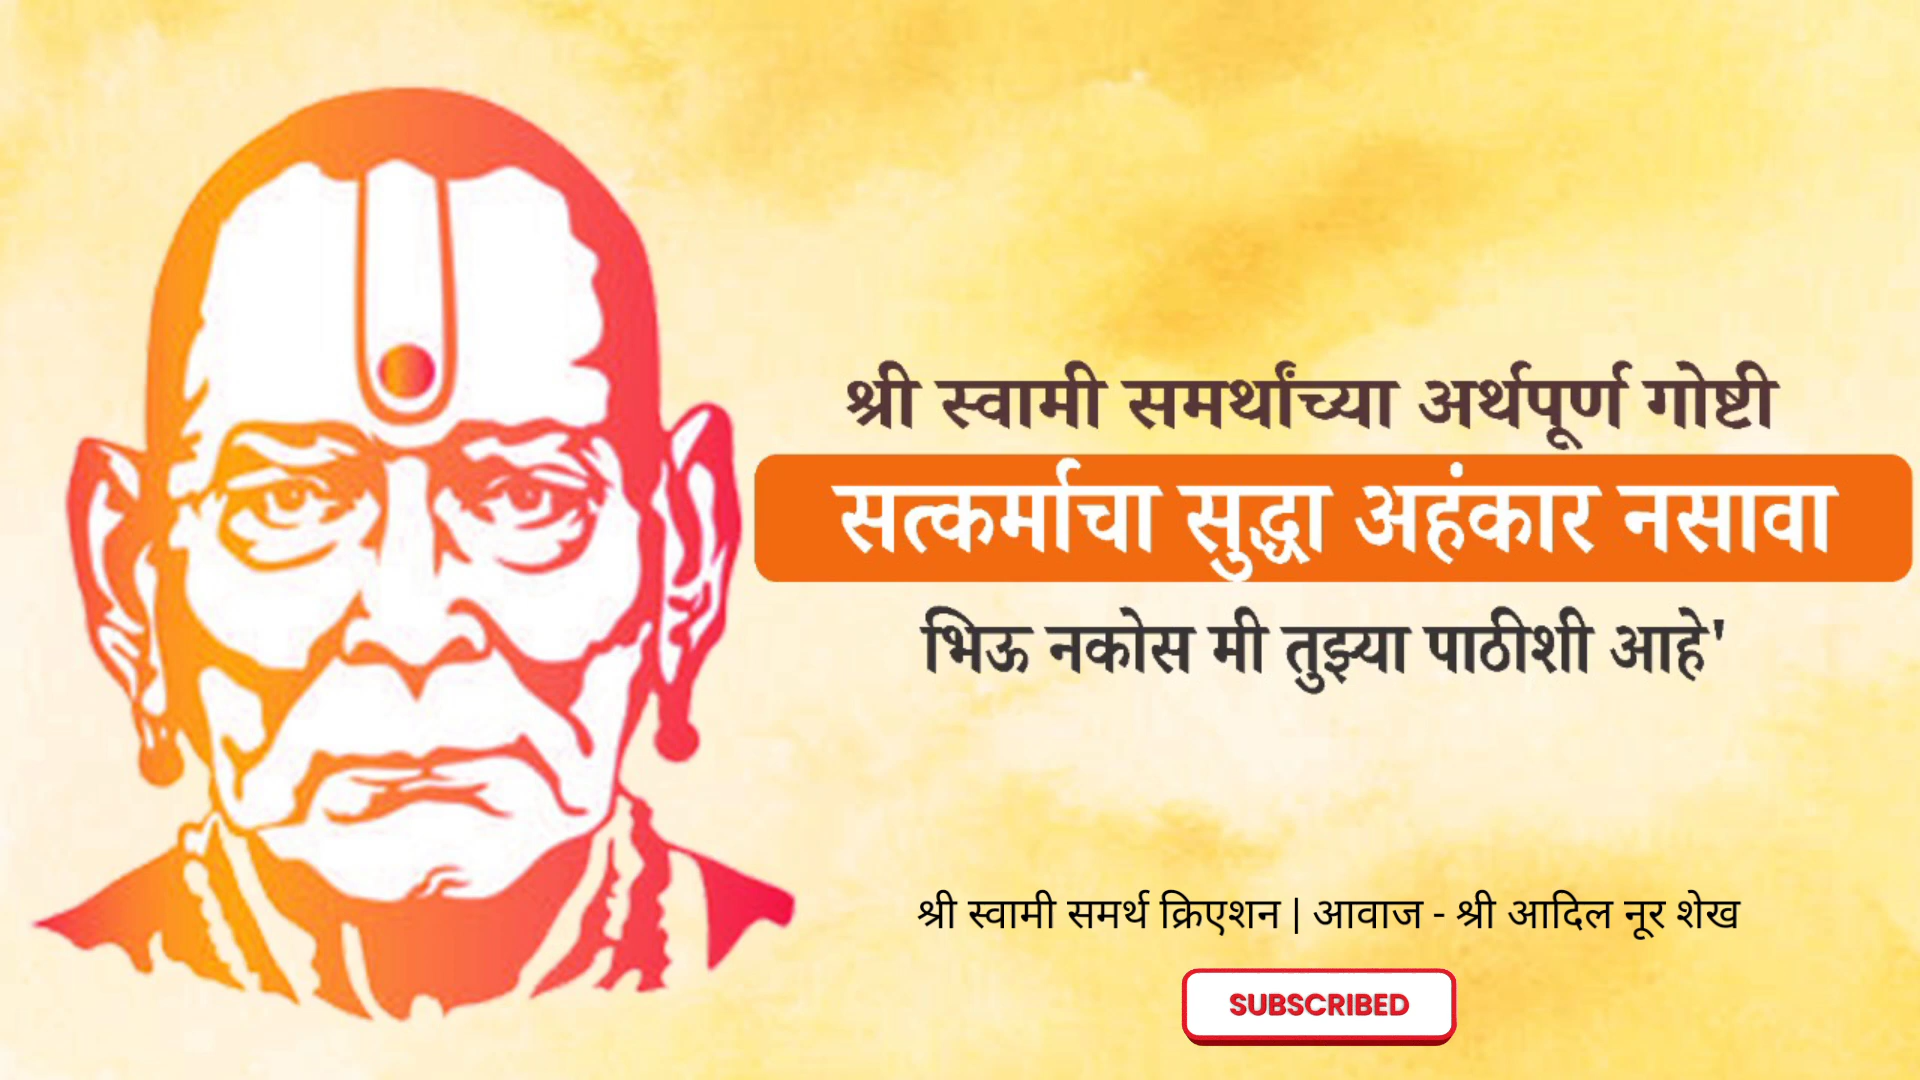 श्री स्वामी समर्थांच्या अर्थपूर्ण गोष्टी
सत्कर्माचा सुद्धा अहंकार नसावा
भिऊ नकोस मी तुझ्या पाठीशी आहे'
श्री स्वामी समर्थ क्रिएशन | आवाज - श्री आदिल नूर शेख
SUBSCRIBED